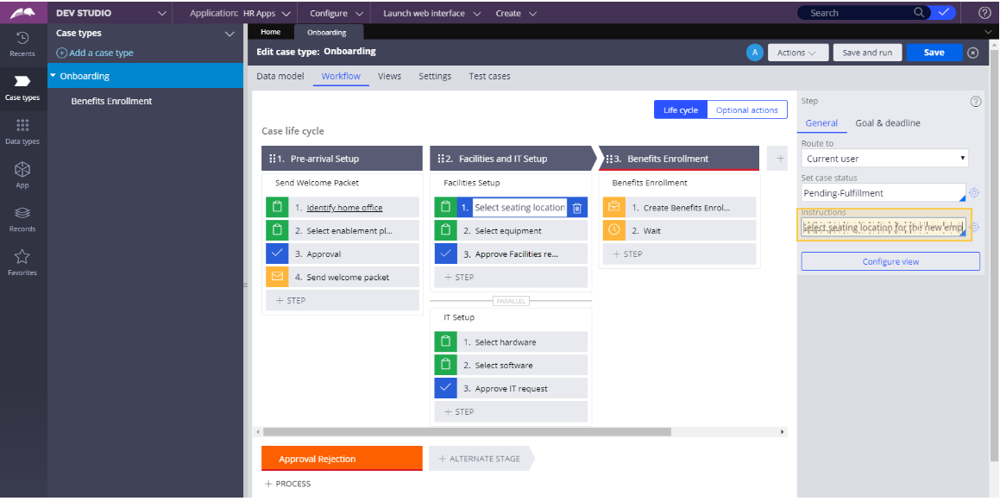 DEV STUDIO
Application: HR Apps
Configure
Launch web interface
Create
Search
Recents
Case types
Data types
App
Records
Favorites
Case types
Add a case type
Onboarding
Benefits Enrollment
Home
Onboarding
Edit case type: Onboarding
A
Actions
Save and run
Save
Data model
Workflow
Views
Settings
Test cases
Life cycle
Optional actions
Case life cycle
1. Pre-arrival Setup
Send Welcome Packet
1. Identify home office
2. Select enablement pl...
3. Approval
4. Send welcome packet
+ STEP
2. Facilities and IT Setup
Facilities Setup
1. Select seating location
2. Select equipment
3. Approve Facilities re...
+ STEP
PARALLEL
IT Setup
1. Select hardware
2. Select software
3. Approve IT request
+ STEP
3. Benefits Enrollment
Benefits Enrollment
1. Create Benefits Enrol...
2. Wait
+ STEP
+
Approval Rejection
+ ALTERNATE STAGE
+ PROCESS
Step
General
Goal & deadline
Route to
Current user
Set case status
Pending-Fulfillment
Instructions
Select seating location for the new emp
Configure view